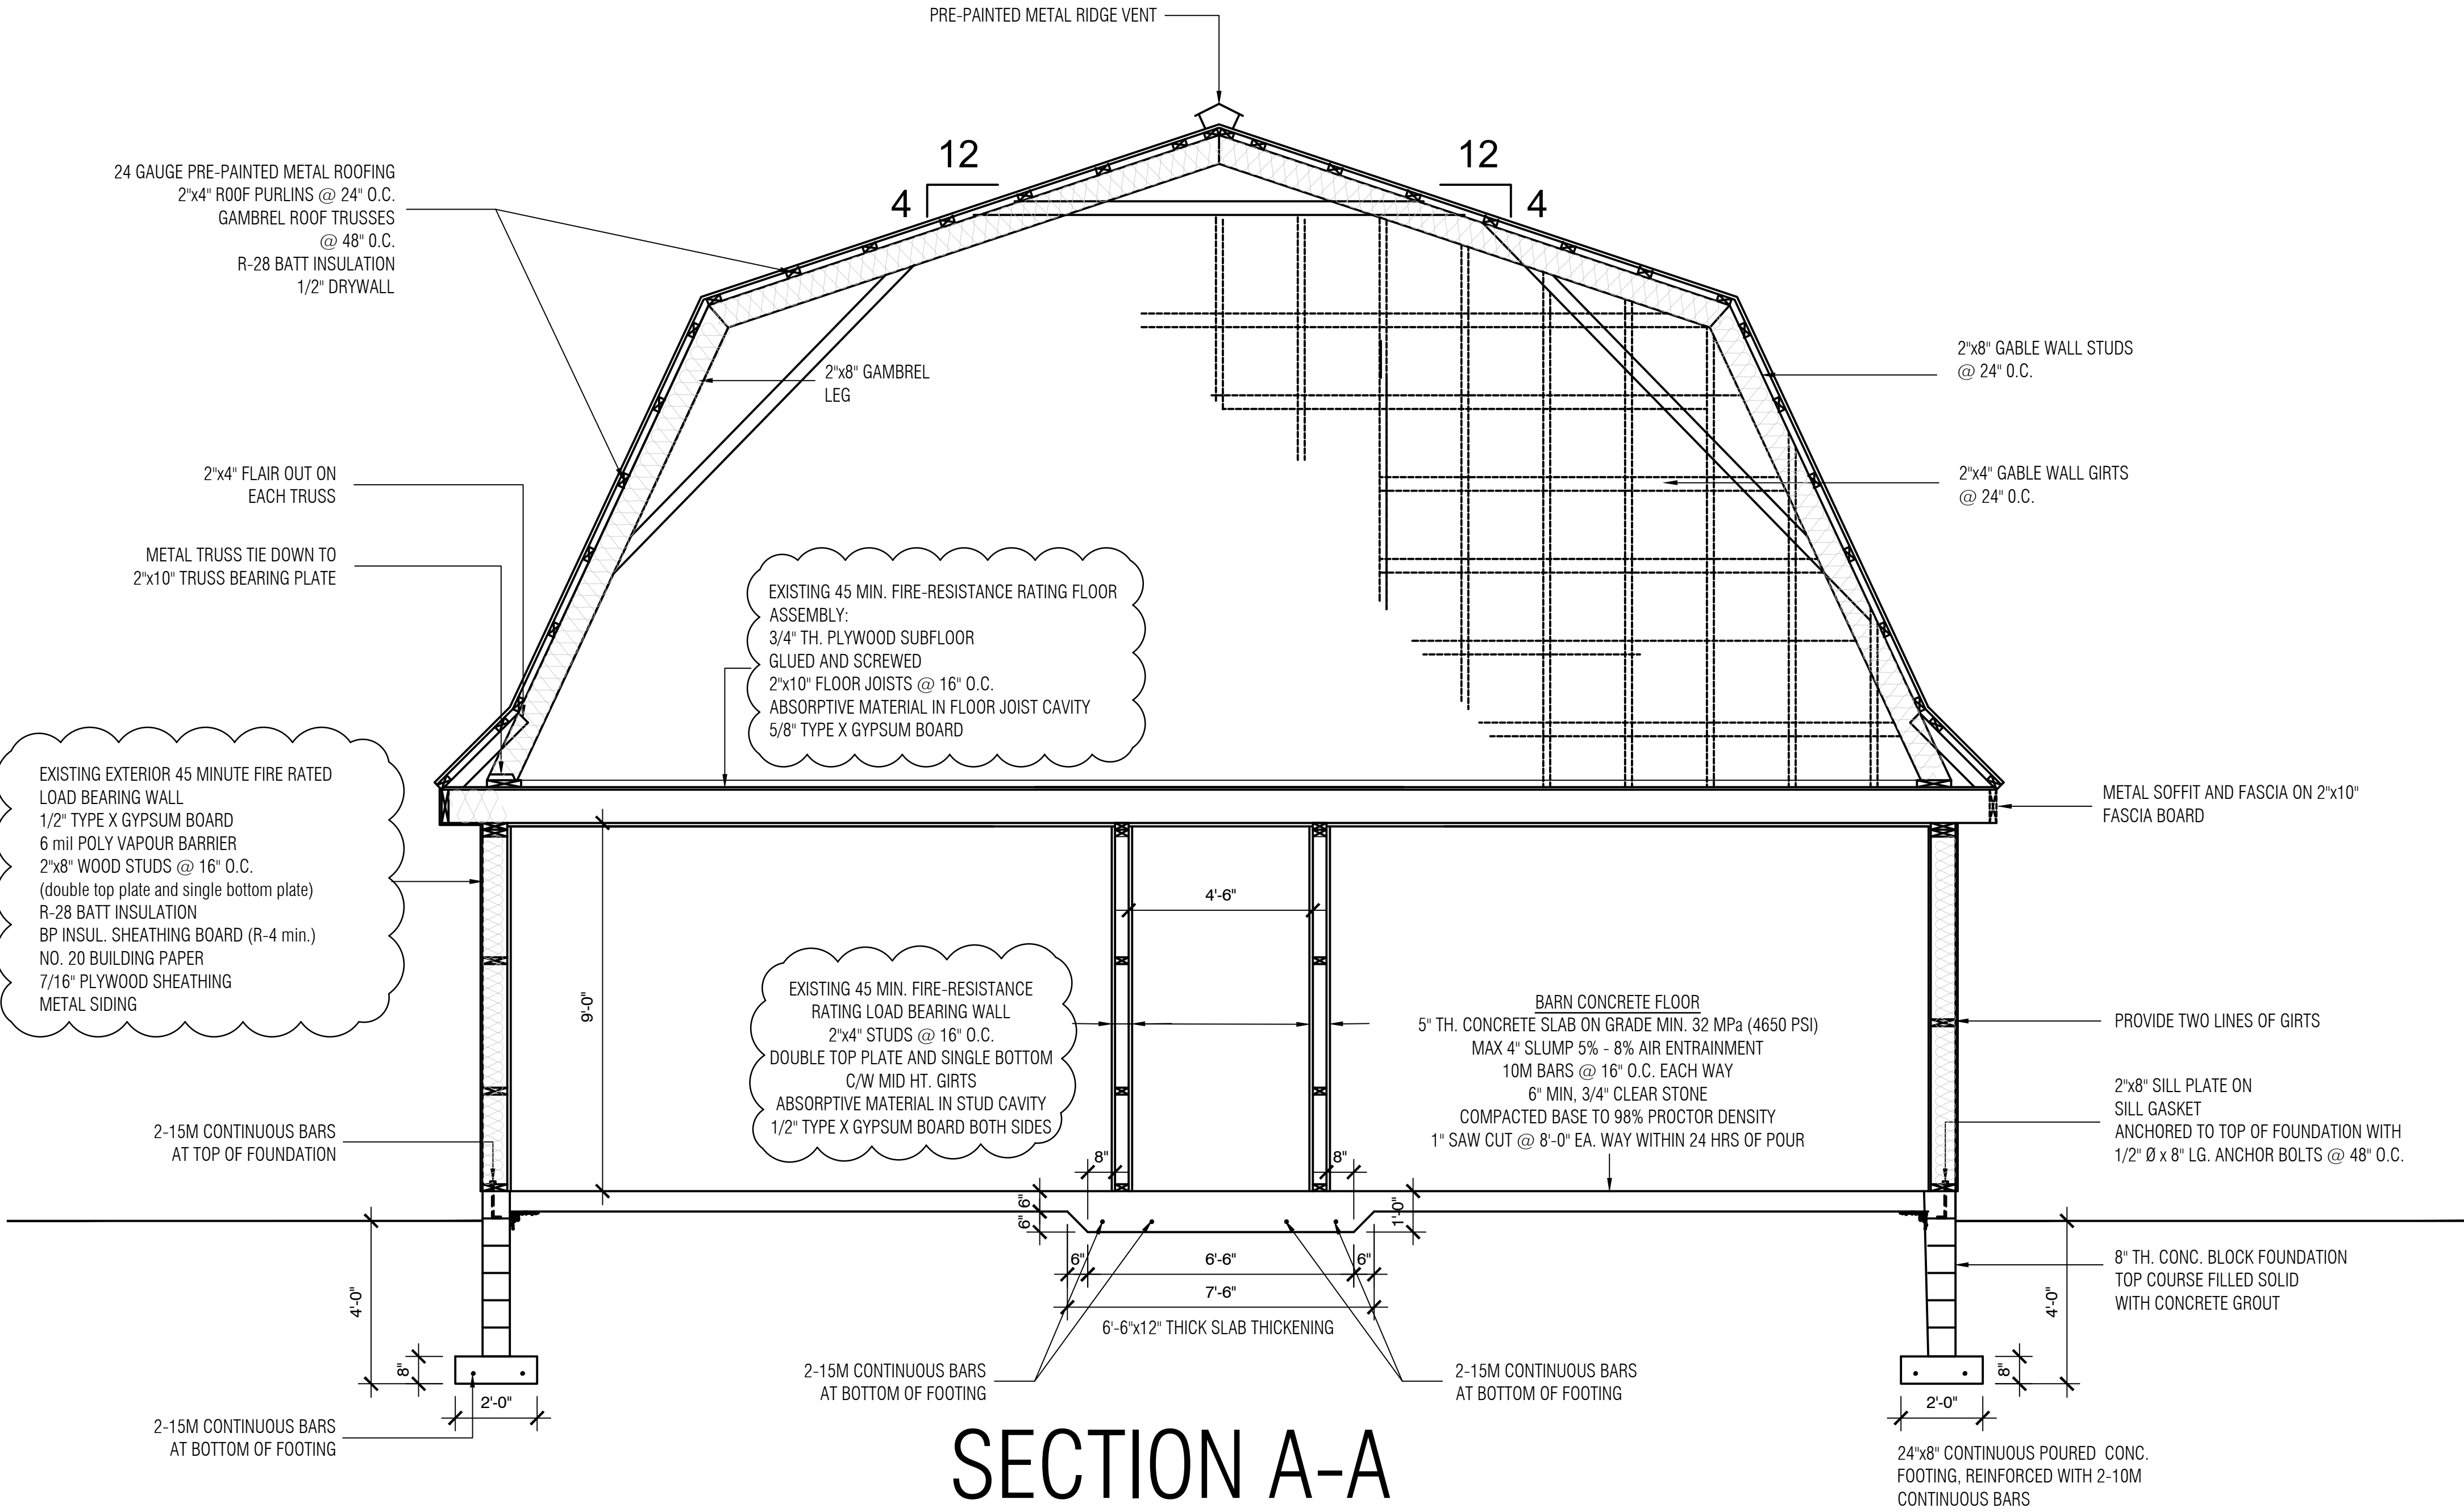 PRE-PAINTED METAL RIDGE VENT
12
4
12
4
24 GAUGE PRE-PAINTED METAL ROOFING
2"x4" ROOF PURLINS @ 24" O.C.
GAMBREL ROOF TRUSSES
@ 48" O.C.
R-28 BATT INSULATION
1/2" DRYWALL
2"x8" GAMBREL
LEG
2"x8" GABLE WALL STUDS
@ 24" O.C.
2"x4" FLAIR OUT ON
EACH TRUSS
2"x4" GABLE WALL GIRTS
@ 24" O.C.
METAL TRUSS TIE DOWN TO
2"x10" TRUSS BEARING PLATE
EXISTING 45 MIN. FIRE-RESISTANCE RATING FLOOR
ASSEMBLY:
3/4" TH. PLYWOOD SUBFLOOR
GLUED AND SCREWED
2"x10" FLOOR JOISTS @ 16" O.C.
ABSORPTIVE MATERIAL IN FLOOR JOIST CAVITY
5/8" TYPE X GYPSUM BOARD
EXISTING EXTERIOR 45 MINUTE FIRE RATED
LOAD BEARING WALL
1/2" TYPE X GYPSUM BOARD
6 mil POLY VAPOUR BARRIER
2"x8" WOOD STUDS @ 16" O.C.
(double top plate and single bottom plate)
R-28 BATT INSULATION
BP INSUL. SHEATHING BOARD (R-4 min.)
NO. 20 BUILDING PAPER
7/16" PLYWOOD SHEATHING
METAL SIDING
METAL SOFFIT AND FASCIA ON 2"x10"
FASCIA BOARD
4'-6"
9'-0"
EXISTING 45 MIN. FIRE-RESISTANCE
RATING LOAD BEARING WALL
2"x4" STUDS @ 16" O.C.
DOUBLE TOP PLATE AND SINGLE BOTTOM
C/W MID HT. GIRTS
ABSORPTIVE MATERIAL IN STUD CAVITY
1/2" TYPE X GYPSUM BOARD BOTH SIDES
BARN CONCRETE FLOOR
5" TH. CONCRETE SLAB ON GRADE MIN. 32 MPa (4650 PSI)
MAX 4" SLUMP 5% - 8% AIR ENTRAINMENT
10M BARS @ 16" O.C. EACH WAY
6" MIN, 3/4" CLEAR STONE
COMPACTED BASE TO 98% PROCTOR DENSITY
1" SAW CUT @ 8'-0" EA. WAY WITHIN 24 HRS OF POUR
PROVIDE TWO LINES OF GIRTS
2"x8" SILL PLATE ON
SILL GASKET
ANCHORED TO TOP OF FOUNDATION WITH
1/2" Ø x 8" LG. ANCHOR BOLTS @ 48" O.C.
2-15M CONTINUOUS BARS
AT TOP OF FOUNDATION
8"
8"
6"
6"
1'-0"
6"
6'-6"
6"
7'-6"
6'-6"x12" THICK SLAB THICKENING
8" TH. CONC. BLOCK FOUNDATION
TOP COURSE FILLED SOLID
WITH CONCRETE GROUT
4'-0"
4'-0"
8"
8"
2'-0"
2'-0"
2-15M CONTINUOUS BARS
AT BOTTOM OF FOOTING
2-15M CONTINUOUS BARS
AT BOTTOM OF FOOTING
2-15M CONTINUOUS BARS
AT BOTTOM OF FOOTING
24"x8" CONTINUOUS POURED CONC.
FOOTING, REINFORCED WITH 2-10M
CONTINUOUS BARS
SECTION A-A